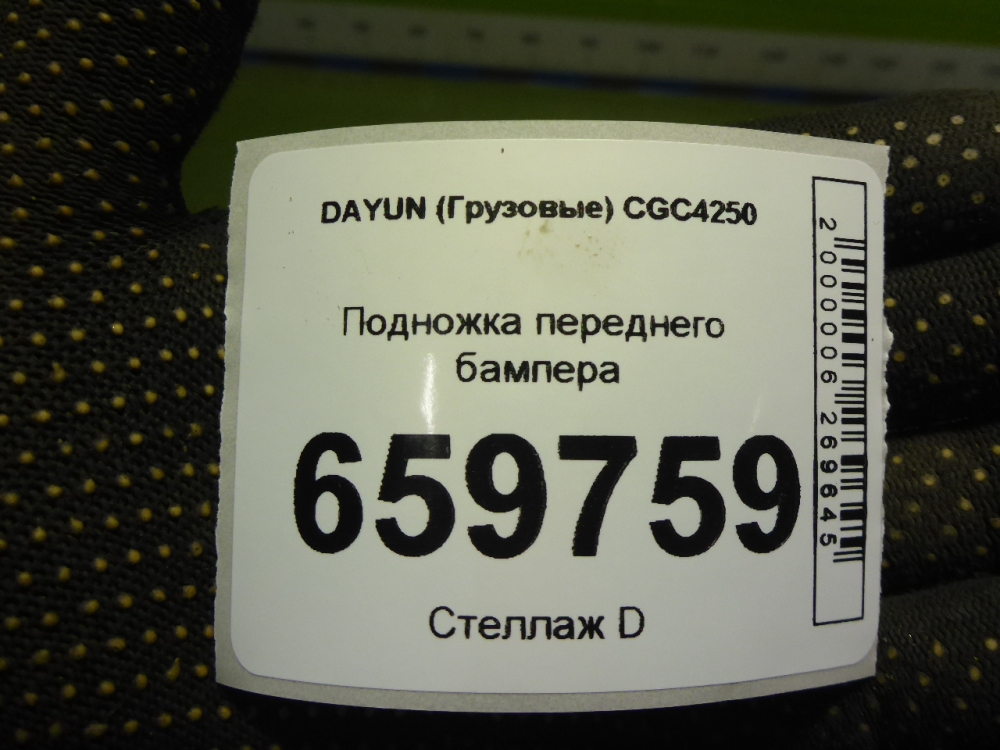 DAYUN (Грузовые) CGC4250
Подножка переднего
бампера
659759
Стеллаж D
2000006269645